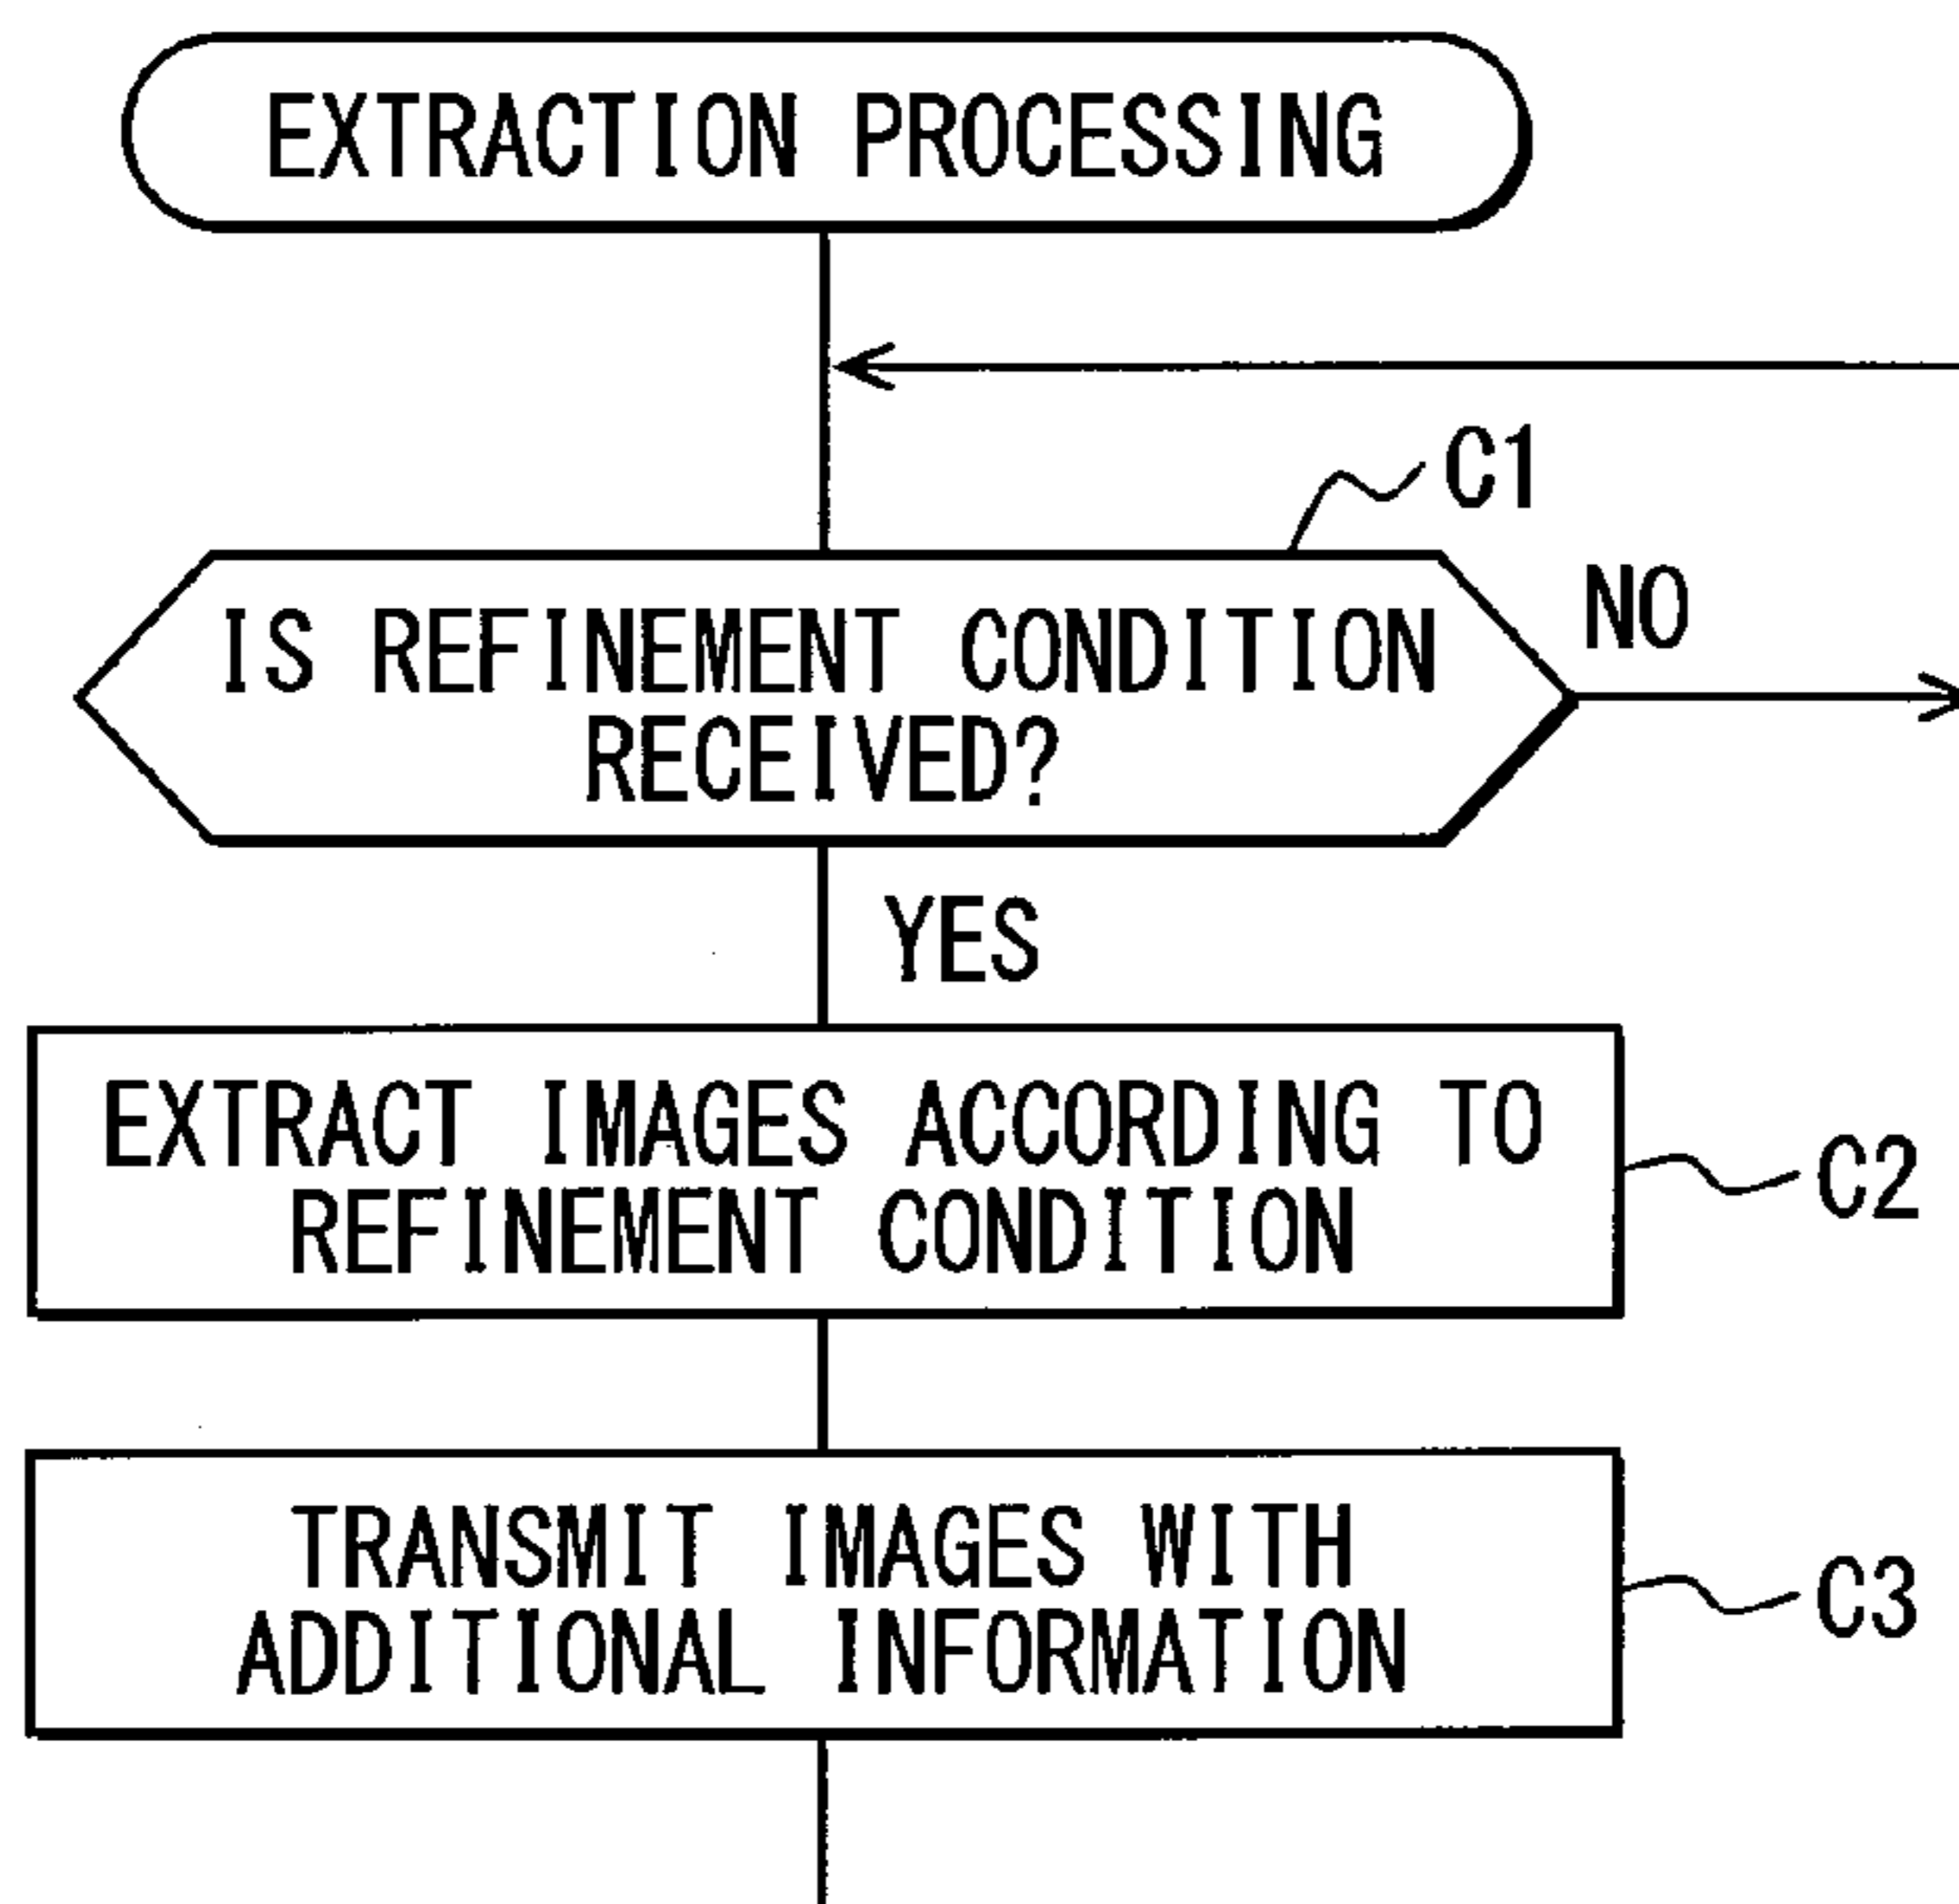 EXTRACTION PROCESSING
C1
IS REFINEMENT CONDITION
RECEIVED?
NO
YES
EXTRACT IMAGES ACCORDING TO
REFINEMENT CONDITION
C2
TRANSMIT IMAGES WITH
ADDITIONAL INFORMATION
C3